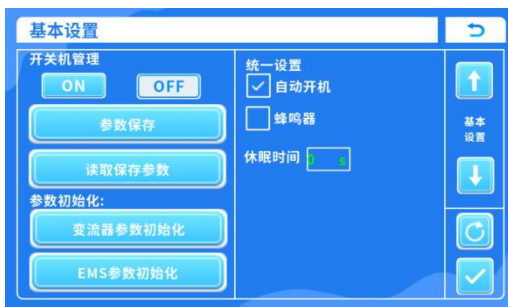 基本设置
开关机管理
ON OFF
参数保存
读取保存参数
参数初始化:
变流器参数初始化
EMS参数初始化
统一设置
自动开机
蜂鸣器
休眠时间 0 s
基本
设置